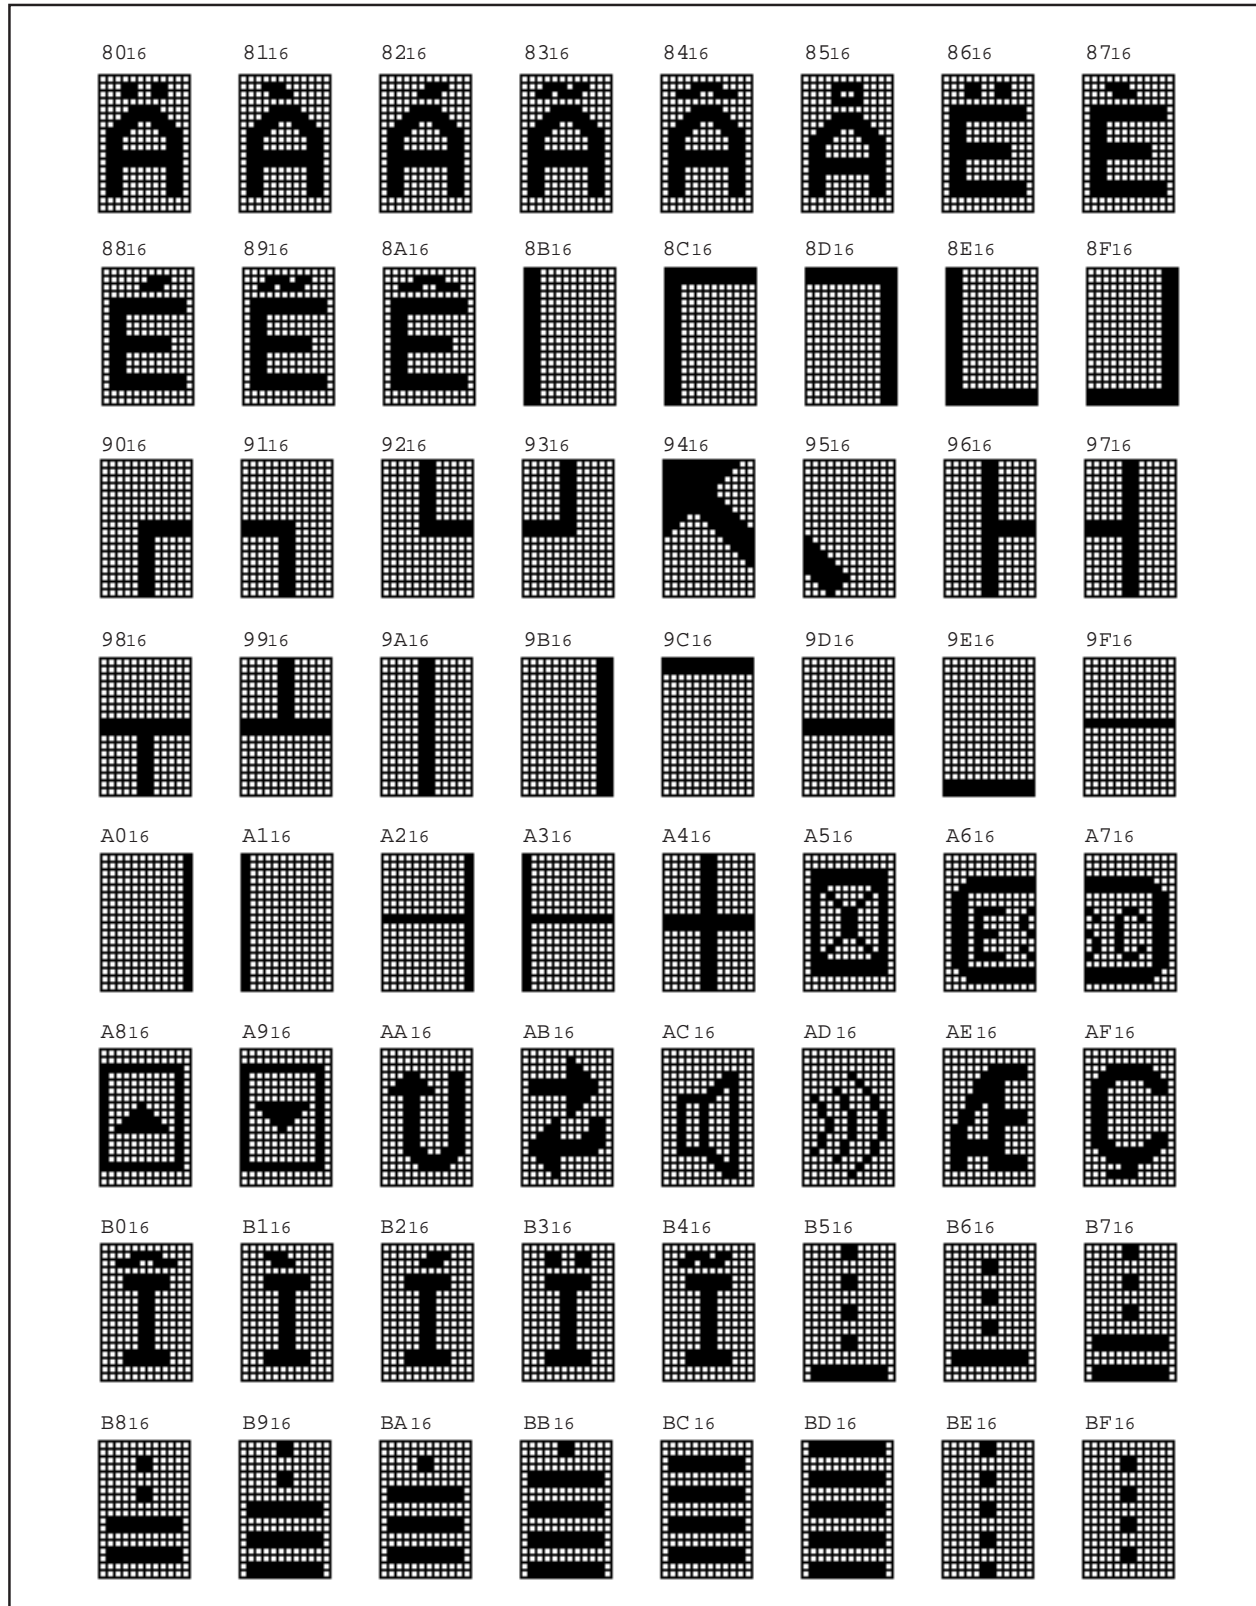 8016 8116 8216 8316 8416 8516 8616 8716
Ä À Á Ã Â Å Ë È
8816 8916 8A16 8B16 8C16 8D16 8E16 8F16
É Ẽ Ê
9016 9116 9216 9316 9416 9516 9616 9716
9816 9916 9A16 9B16 9C16 9D16 9E16 9F16
A016 A116 A216 A316 A416 A516 A616 A716
ESC
A816 A916 AA16 AB16 AC16 AD16 AE16 AF16
Æ Ç
B016 B116 B216 B316 B416 B516 B616 B716
Î Ì Í Ï Ĩ
B816 B916 BA16 BB16 BC16 BD16 BE16 BF16